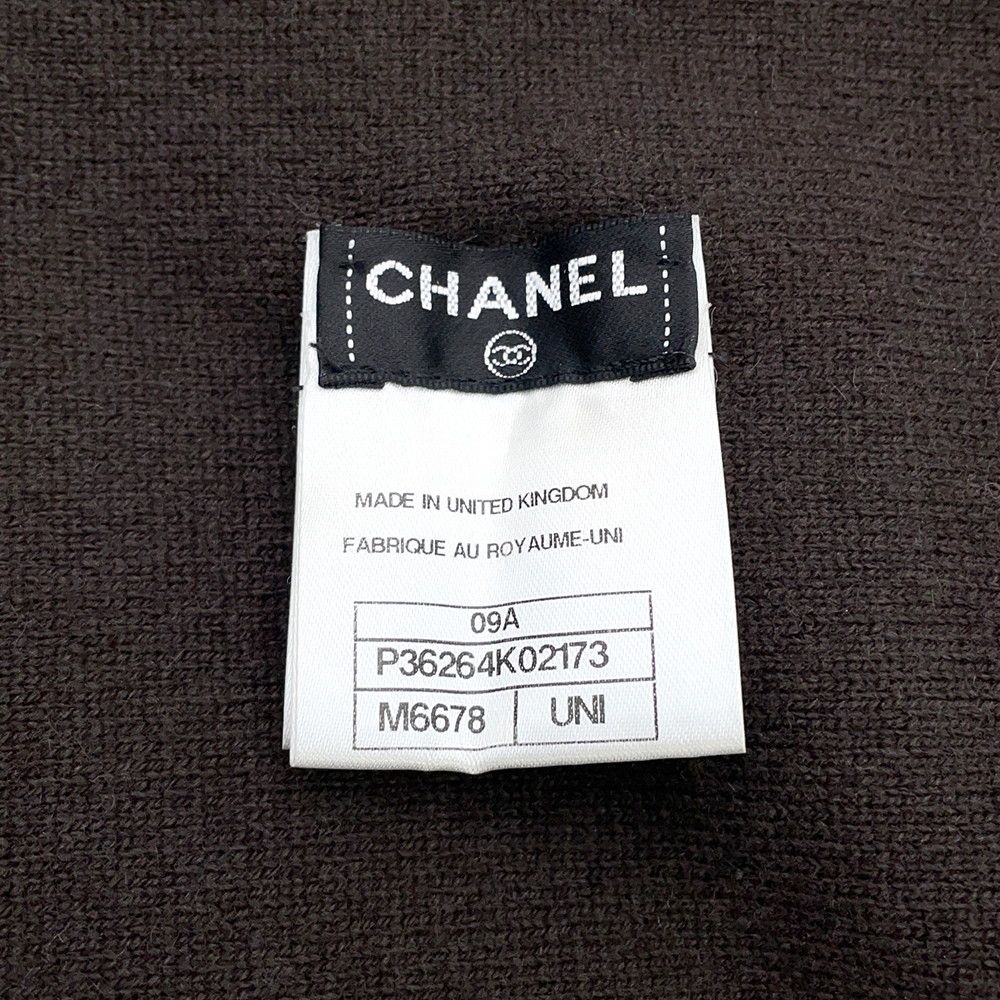 CHANEL
MADE IN UNITED KINGDOM
FABRIQUE AU ROYAUME-UNI
09A
P36264K02173
M6678 UNI